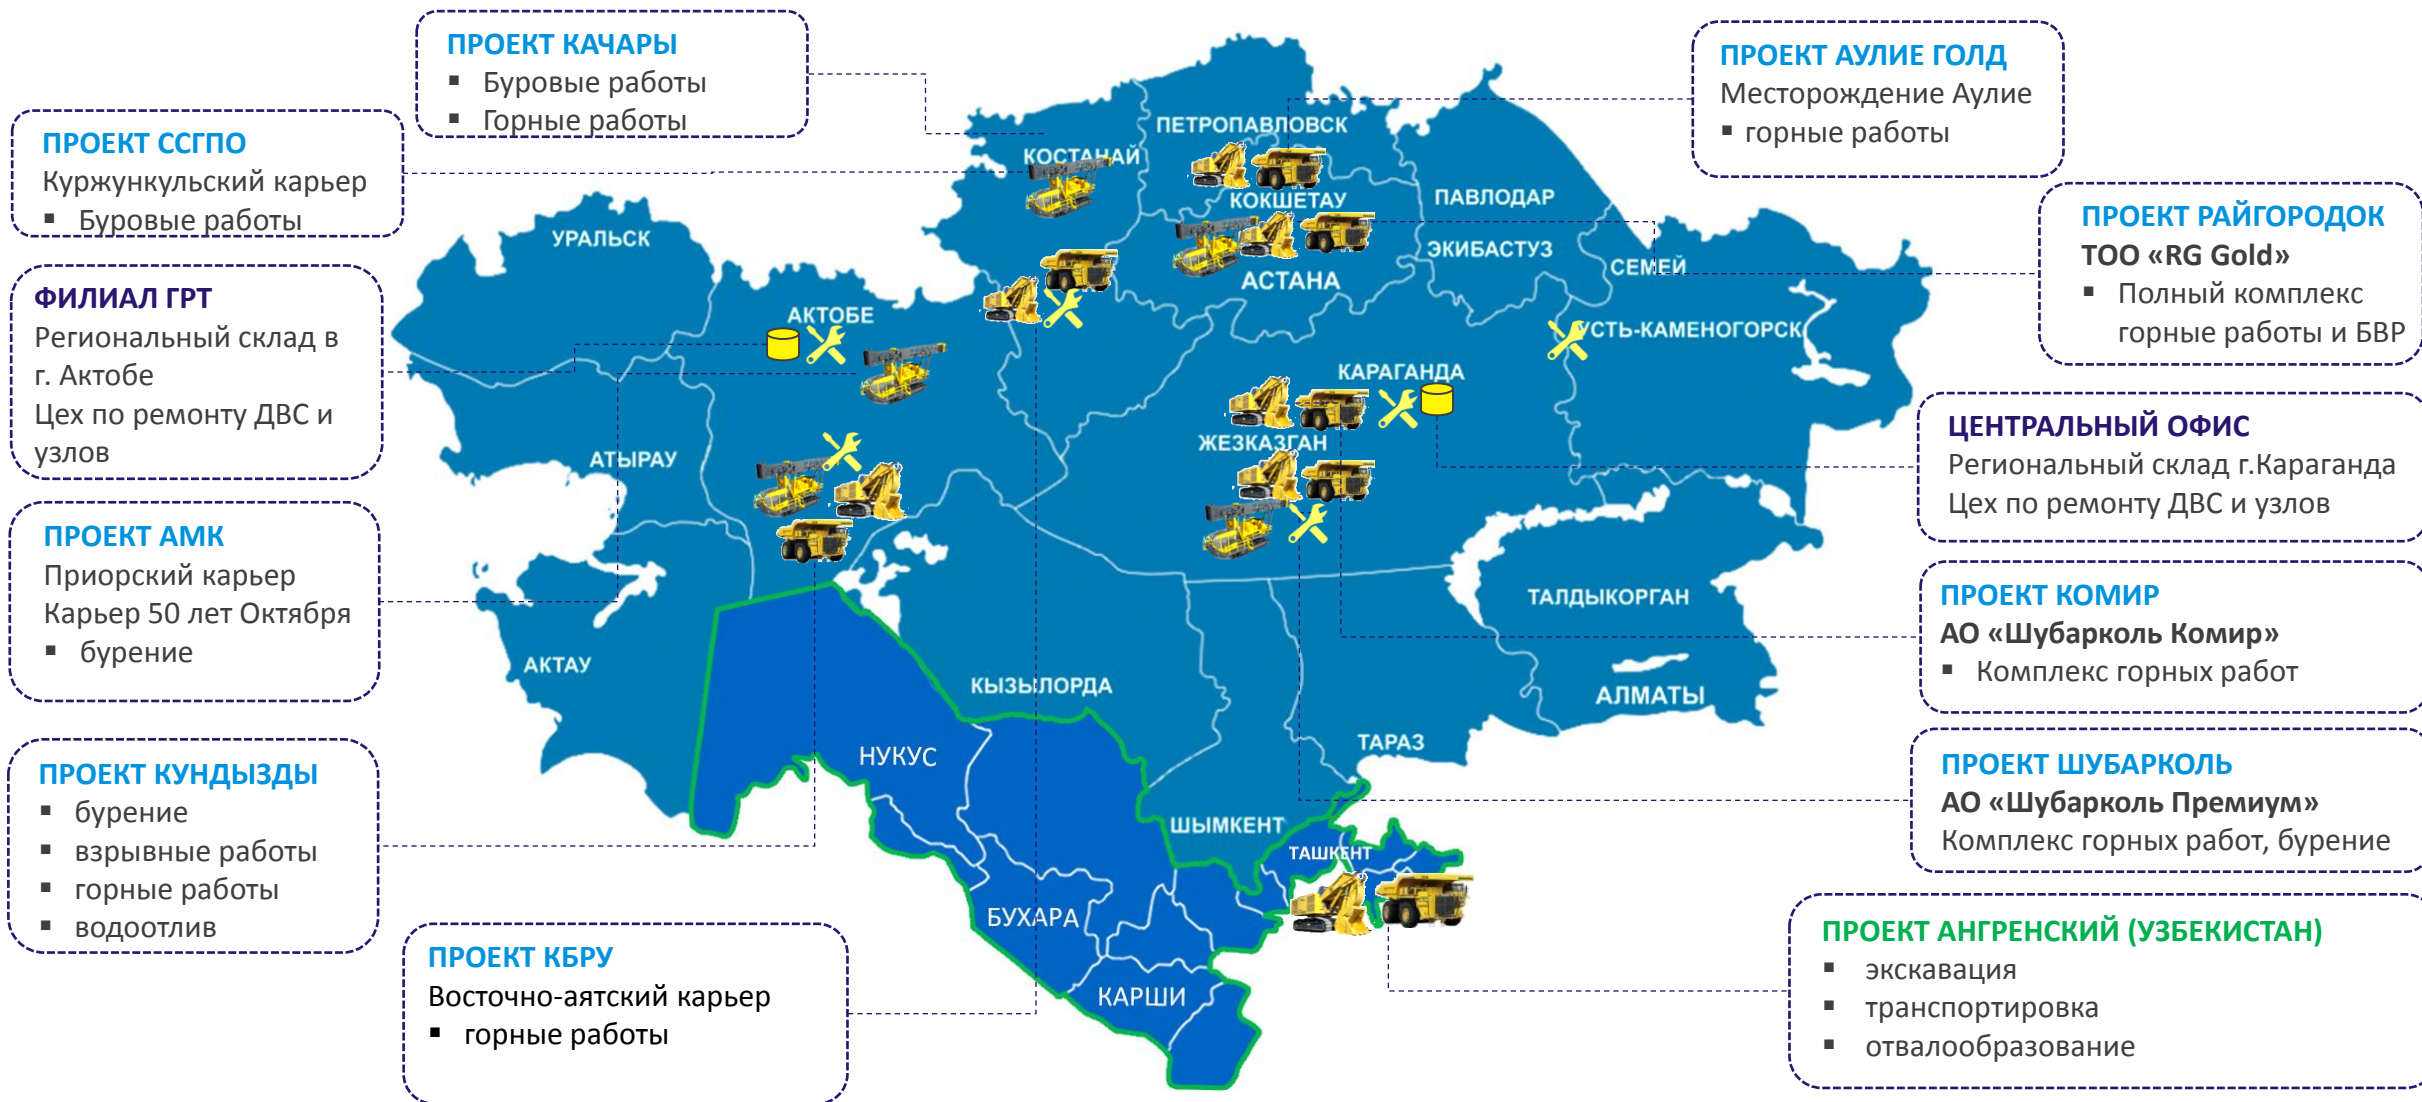 ПРОЕКТ КАЧАРЫ
▪ Буровые работы
▪ Горные работы
ПРОЕКТ ССГПО
Куржункульский карьер
▪ Буровые работы
ФИЛИАЛ ГРТ
Региональный склад в
г. Актобе
Цех по ремонту ДВС и
узлов
ПРОЕКТ АМК
Приорский карьер
Карьер 50 лет Октября
▪ бурение
ПРОЕКТ КУНДЫЗДЫ
▪ бурение
▪ взрывные работы
▪ горные работы
▪ водоотлив
ПРОЕКТ КБРУ
Восточно-аятский карьер
▪ горные работы
ПЕТРОПАВЛОВСК
КОСТАНАЙ
КОКШЕТАУ
ПАВЛОДАР
ЭКИБАСТУЗ
АСТАНА
СЕМЕЙ
УРАЛЬСК
АКТОБЕ
УСТЬ-КАМЕНОГОРСК
КАРАГАНДА
ЖЕЗКАЗГАН
АТЫРАУ
ТАЛДЫКОРГАН
АКТАУ
КЫЗЫЛОРДА
АЛМАТЫ
ТАРАЗ
НУКУС
ШЫМКЕНТ
ТАШКЕНТ
БУХАРА
КАРШИ
ПРОЕКТ АУЛИЕ ГОЛД
Месторождение Аулие
▪ горные работы
ПРОЕКТ РАЙГОРОДОК
ТОО «RG Gold»
▪ Полный комплекс
горные работы и БВР
ЦЕНТРАЛЬНЫЙ ОФИС
Региональный склад г.Караганда
Цех по ремонту ДВС и узлов
ПРОЕКТ КОМИР
АО «Шубарколь Комир»
▪ Комплекс горных работ
ПРОЕКТ ШУБАРКОЛЬ
АО «Шубарколь Премиум»
Комплекс горных работ, бурение
ПРОЕКТ АНГРЕНСКИЙ (УЗБЕКИСТАН)
▪ экскавация
▪ транспортировка
▪ отвалообразование